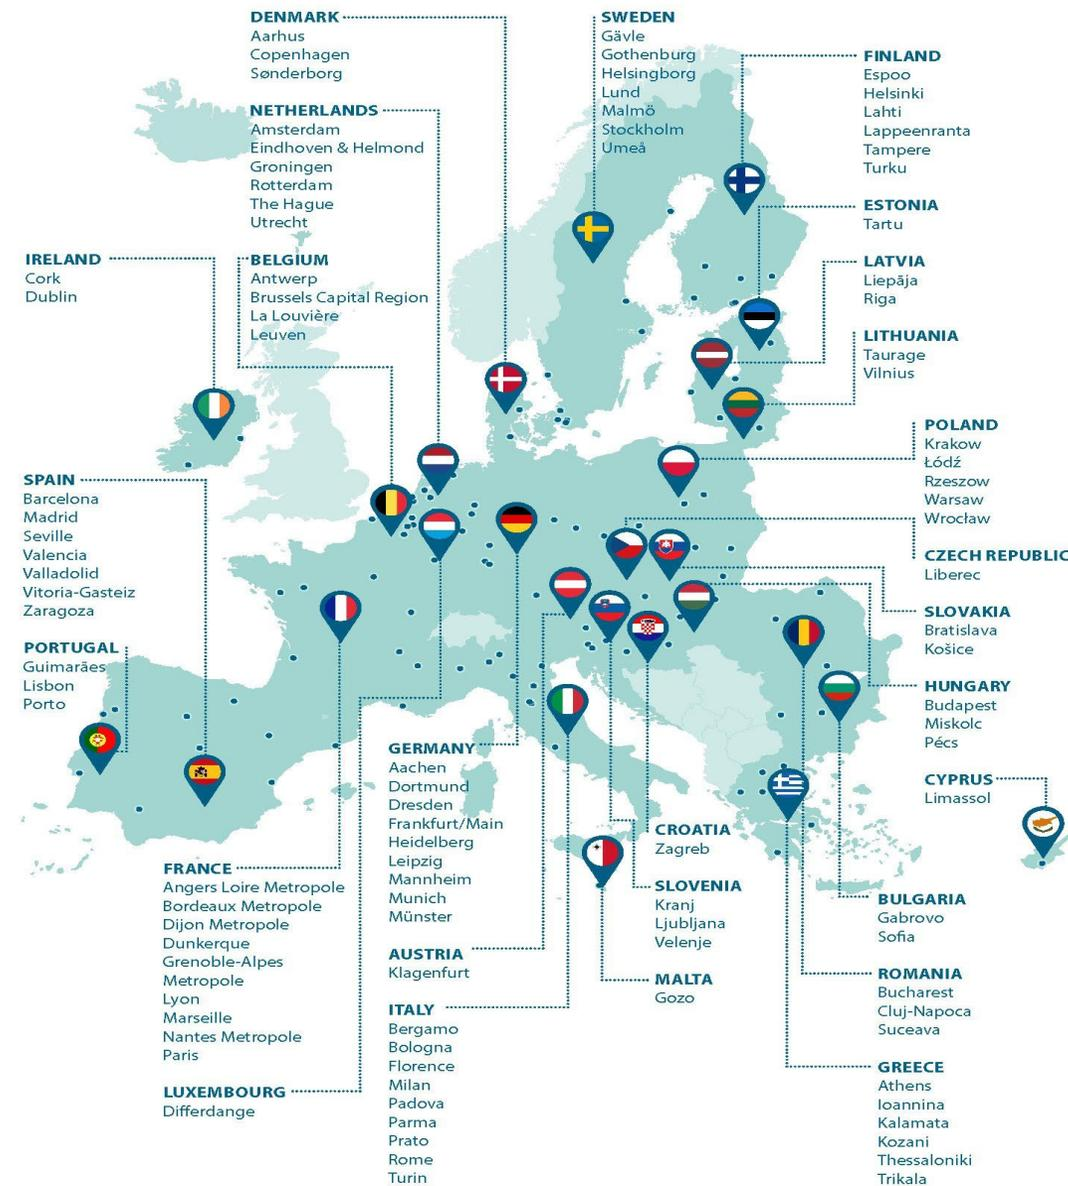 DENMARK
Aarhus
Copenhagen
Sønderborg
SWEDEN
Gävle
Gothenburg
Helsingborg
Lund
Malmö
Stockholm
Umeå
FINLAND
Espoo
Helsinki
Lahti
Lappeenranta
Tampere
Turku
NETHERLANDS
Amsterdam
Eindhoven & Helmond
Groningen
Rotterdam
The Hague
Utrecht
ESTONIA
Tartu
IRELAND
Cork
Dublin
BELGIUM
Antwerp
Brussels Capital Region
La Louvière
Leuven
LATVIA
Liepāja
Riga
LITHUANIA
Taurage
Vilnius
POLAND
Krakow
Łódź
Rzeszow
Warsaw
Wrocław
SPAIN
Barcelona
Madrid
Seville
Valencia
Valladolid
Vitoria-Gasteiz
Zaragoza
CZECH REPUBLIC
Liberec
SLOVAKIA
Bratislava
Košice
PORTUGAL
Guimarães
Lisbon
Porto
HUNGARY
Budapest
Miskolc
Pécs
GERMANY
Aachen
Dortmund
Dresden
Frankfurt/Main
Heidelberg
Leipzig
Mannheim
Munich
Münster
CYPRUS
Limassol
CROATIA
Zagreb
FRANCE
Angers Loire Metropole
Bordeaux Metropole
Dijon Metropole
Dunkerque
Grenoble-Alpes
Metropole
Lyon
Marseille
Nantes Metropole
Paris
SLOVENIA
Kranj
Ljubljana
Velenje
BULGARIA
Gabrovo
Sofia
AUSTRIA
Klagenfurt
MALTA
Gozo
ROMANIA
Bucharest
Cluj-Napoca
Suceava
ITALY
Bergamo
Bologna
Florence
Milan
Padova
Parma
Prato
Rome
Turin
GREECE
Athens
Ioannina
Kalamata
Kozani
Thessaloniki
Trikala
LUXEMBOURG
Differdange